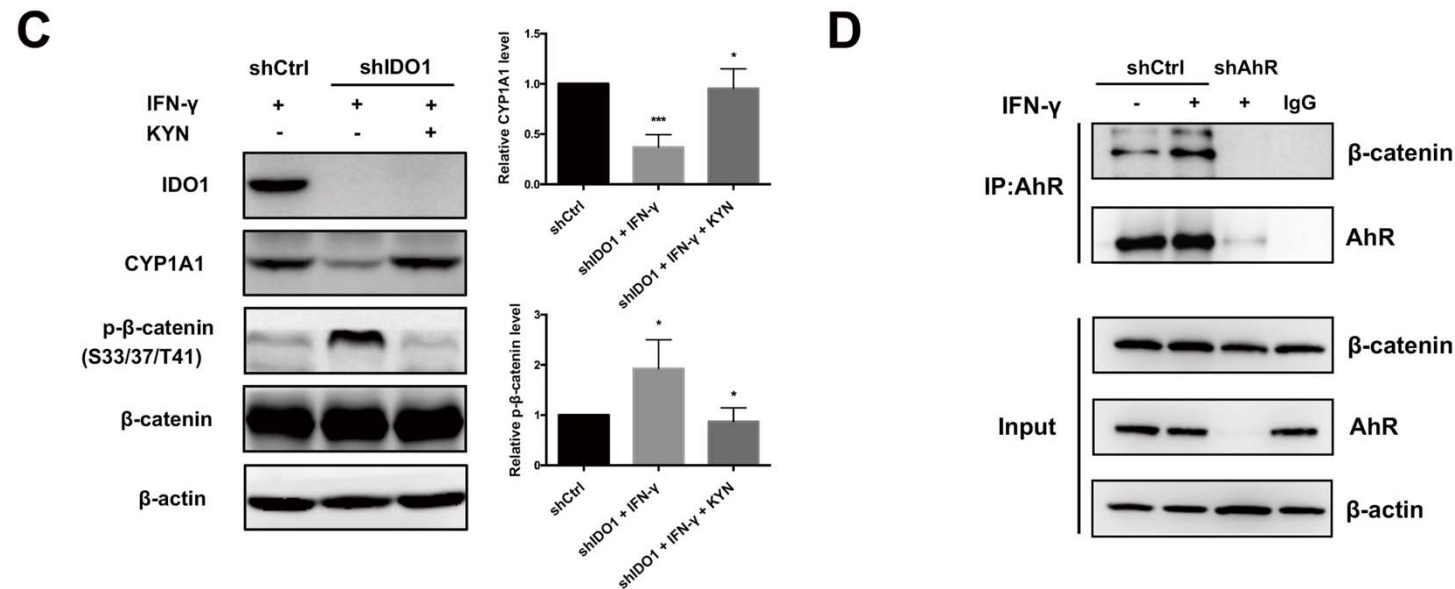 C
shCtrl shIDO1
IFN-γ + + +
KYN - - +
IDO1
CYP1A1
p-β-catenin
(S33/37/T41)
β-catenin
β-actin
Relative CYP1A1 level
1.5
1.0
0.5
0.0
***
*
shCtrl
shIDO1 + IFN-γ
shIDO1 + IFN-γ + KYN
Relative p-β-catenin level
3
2
1
0
*
*
shCtrl
shIDO1 + IFN-γ
shIDO1 + IFN-γ + KYN
D
shCtrl shAhR
IFN-γ - + + IgG
IP:AhR
β-catenin
AhR
Input
β-catenin
AhR
β-actin